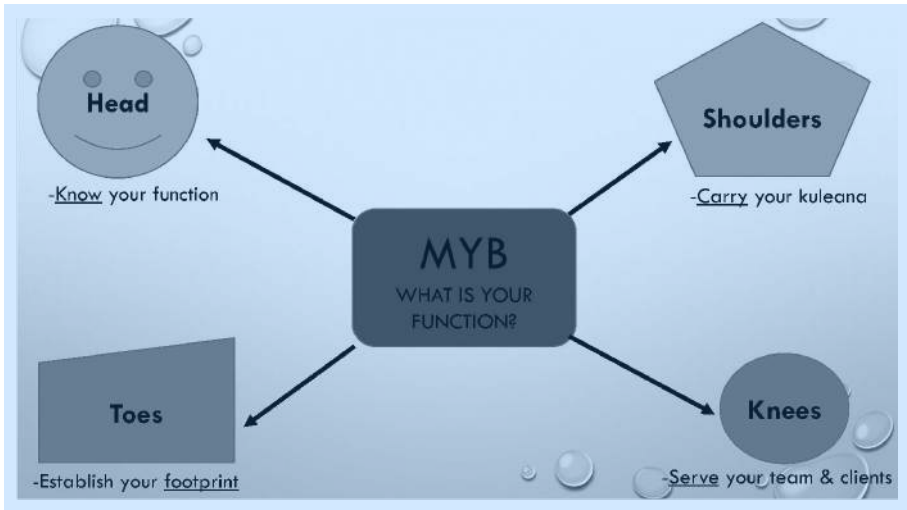 Head
-Know your function
Shoulders
-Carry your kuleana
MYB
WHAT IS YOUR
FUNCTION?
Toes
-Establish your footprint
Knees
-Serve your team & clients